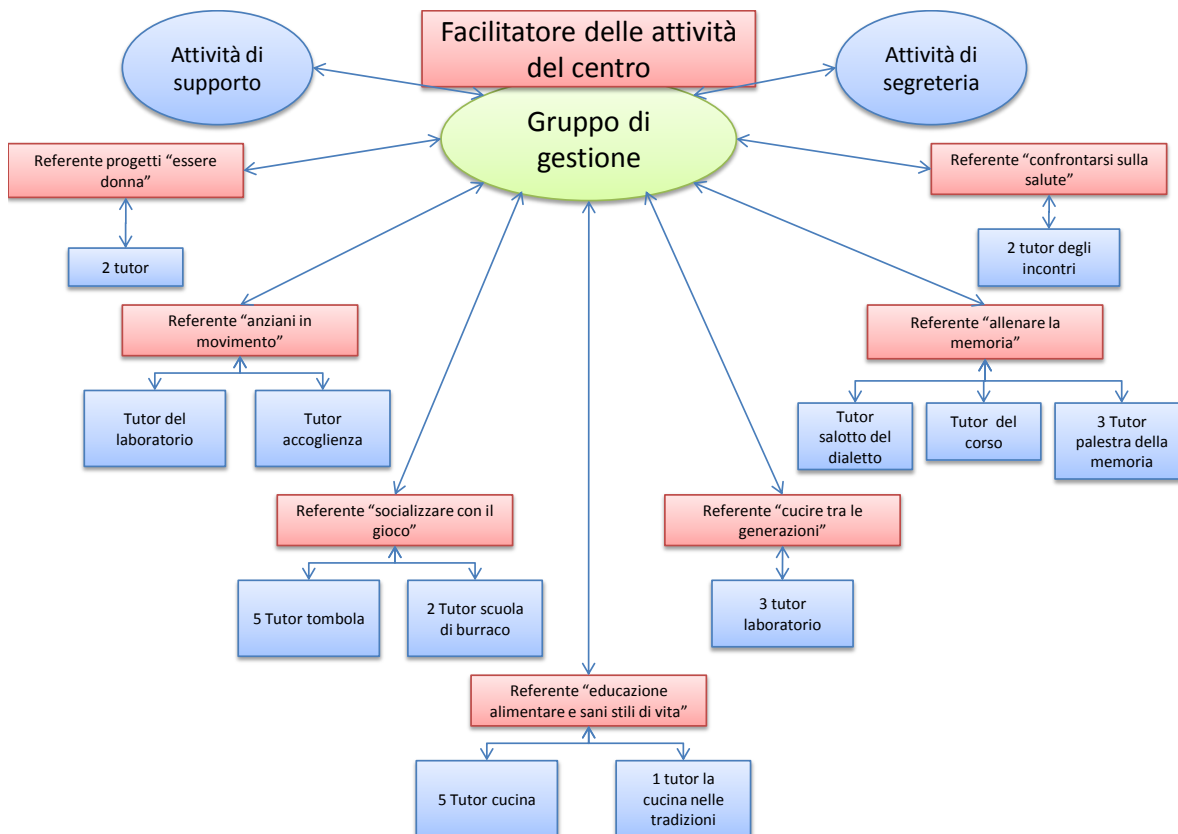 Attività di
supporto
Facilitatore delle attività
del centro
Attività di
segreteria
Gruppo di
gestione
Referente progetti “essere
donna”
Referente “confrontarsi sulla
salute”
2 tutor
2 tutor degli
incontri
Referente “anziani in
movimento”
Referente “allenare la
memoria”
Tutor del
laboratorio
Tutor
accoglienza
Tutor
salotto del
dialetto
Tutor  del
corso
3 Tutor
palestra della
memoria
Referente “socializzare con il
gioco”
Referente “cucire tra le
generazioni”
5 Tutor tombola
2 Tutor scuola
di burraco
3 tutor
laboratorio
Referente “educazione
alimentare e sani stili di vita”
5 Tutor cucina
1 tutor la
cucina nelle
tradizioni